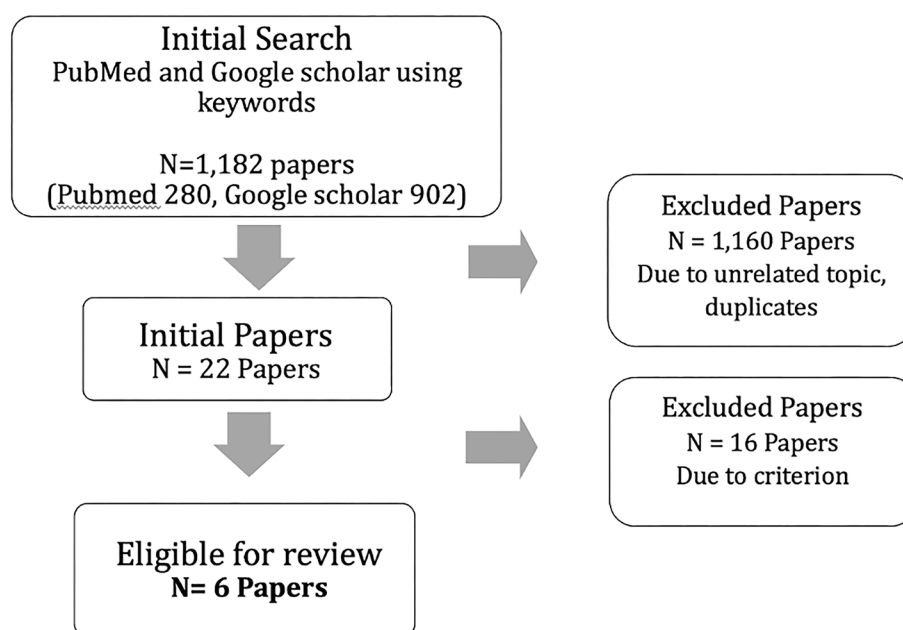 Initial Search
PubMed and Google scholar using
keywords
N=1,182 papers
(Pubmed 280, Google scholar 902)
Excluded Papers
N = 1,160 Papers
Due to unrelated topic,
duplicates
Initial Papers
N = 22 Papers
Excluded Papers
N = 16 Papers
Due to criterion
Eligible for review
N= 6 Papers